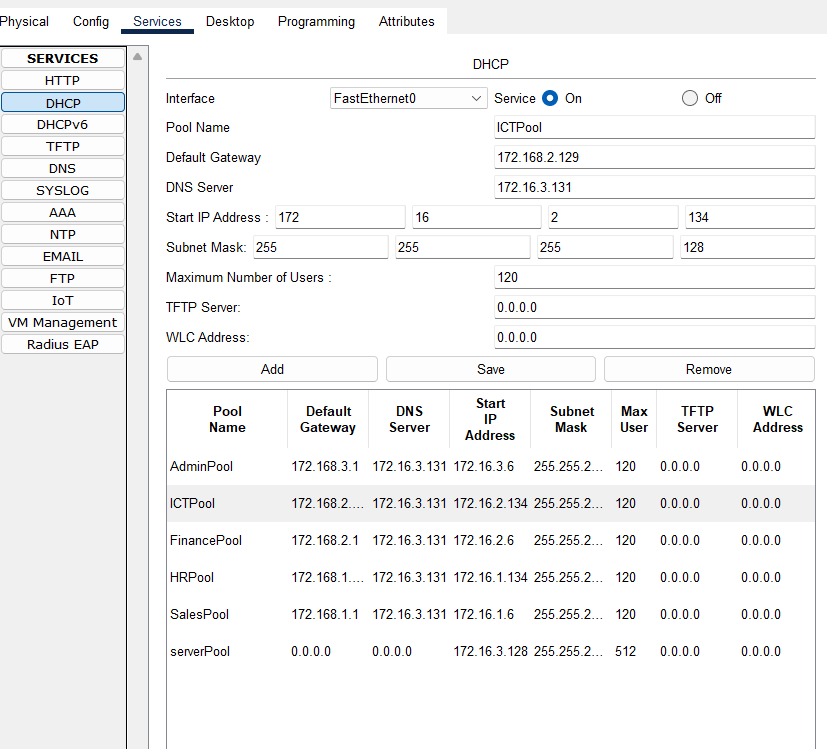 Physical Config Services Desktop Programming Attributes
SERVICES
HTTP
DHCP
DHCPv6
TFTP
DNS
SYSLOG
AAA
NTP
EMAIL
FTP
IoT
VM Management
Radius EAP
DHCP
Interface FastEthernet0 Service On Off
Pool Name ICTPool
Default Gateway 172.168.2.129
DNS Server 172.16.3.131
Start IP Address : 172 16 2 134
Subnet Mask: 255 255 255 128
Maximum Number of Users : 120
TFTP Server: 0.0.0.0
WLC Address: 0.0.0.0
Add Save Remove
Pool Name Default Gateway DNS Server Start IP Address Subnet Mask Max User TFTP Server WLC Address
AdminPool 172.168.3.1 172.16.3.131 172.16.3.6 255.255.2... 120 0.0.0.0 0.0.0.0
ICTPool 172.168.2.... 172.16.3.131 172.16.2.134 255.255.2... 120 0.0.0.0 0.0.0.0
FinancePool 172.168.2.1 172.16.3.131 172.16.2.6 255.255.2... 120 0.0.0.0 0.0.0.0
HRPool 172.168.1.... 172.16.3.131 172.16.1.134 255.255.2... 120 0.0.0.0 0.0.0.0
SalesPool 172.168.1.1 172.16.3.131 172.16.1.6 255.255.2... 120 0.0.0.0 0.0.0.0
serverPool 0.0.0.0 0.0.0.0 172.16.3.128 255.255.2... 512 0.0.0.0 0.0.0.0